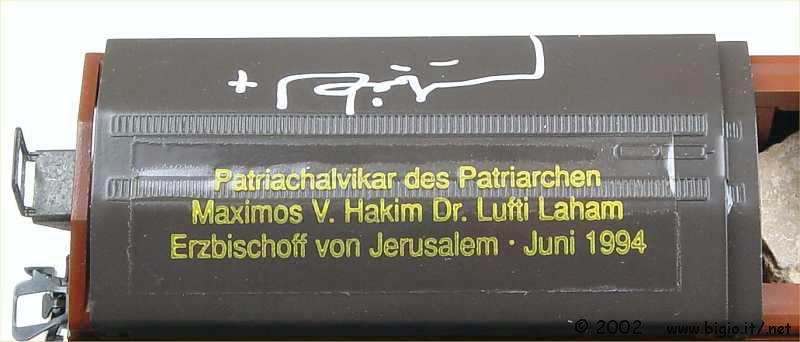 Patriachalvikar des Patriarchen
Maximos V. Hakim Dr. Lufti Laham
Erzbischoff von Jerusalem · Juni 1994
© 2002 www.bigio.it/.net